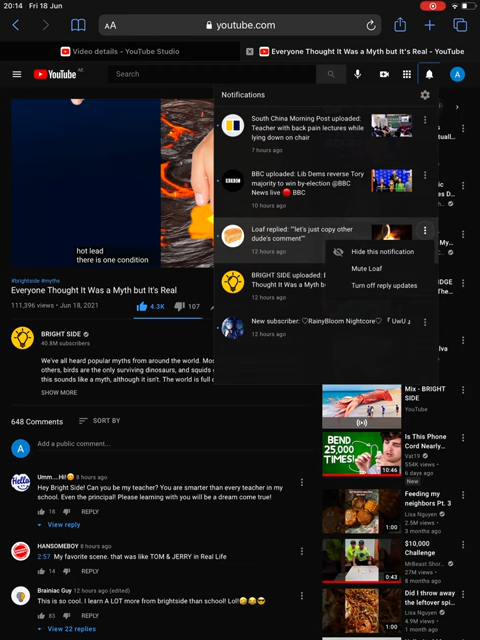 20:14 Fri 18 Jun
AA
youtube.com
Video details - YouTube Studio
Everyone Thought It Was a Myth but It's Real - YouTube
YouTube
Search
A
Notifications
South China Morning Post uploaded:
Teacher with back pain lectures while
lying down on chair
7 hours ago
BBC
BBC uploaded: Lib Dems reverse Tory
majority to win by-election @BBC
News live 🔴 BBC
10 hours ago
Loaf replied: "“let's just copy other
dude's comment”"
12 hours ago
Hide this notification
Mute Loaf
Turn off reply updates
BRIGHT SIDE uploaded:
Thought It Was a Myth b
12 hours
New subscriber: ♡RainyBloom Nightcore♡ 『 UwU 』
12 hours ago
hot lead
there is one condition
#brightside #myths
Everyone Thought It Was a Myth but It's Real
111,396 views • Jun 18, 2021
4.3K
107
BRIGHT SIDE
40.8M subscribers
We've all heard popular myths from around the world. Mos
others, birds are the only surviving dinosaurs, and squids
this sounds like a myth, although it isn't. The world is full
SHOW MORE
648 Comments
SORT BY
A
Add a public comment...
Hello
Umm....Hi!😀 8 hours ago
Hey Bright Side! Can you be my teacher? You are smarter than every teacher in my
school. Even the principal! Please learning with you will be a dream come true!
18
REPLY
View reply
HANSOMEBOY 8 hours ago
2:57 My favorite scene. that was like TOM & JERRY in Real Life
14
REPLY
Brainiac Guy 12 hours ago (edited)
This is so cool. I learn A LOT more from brightside than school! Lol!🤣🤣😎
83
REPLY
View 22 replies
Mix - BRIGHT
SIDE
YouTube
BEND
25,000
TIMES!
10:46
Is This Phone
Cord Nearly...
Vat19
554K views •
6 days ago
New
1:00
Feeding my
neighbors Pt. 3
Lisa Nguyen
2.5M views •
3 months ago
0:43
$10,000
Challenge
MrBeast Shor...
27M views •
8 months ago
1:00
Did I throw away
the leftover spi...
Lisa Nguyen
4.9M views •
1 month ago